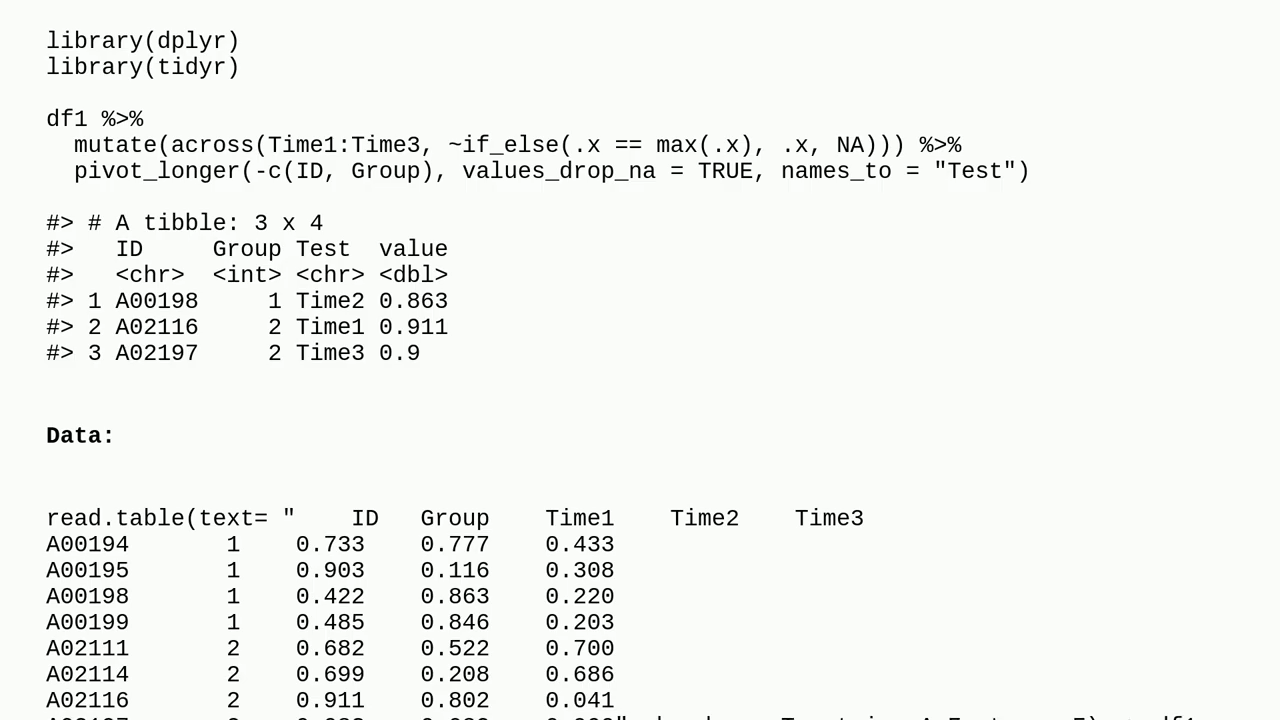 library(dplyr)
library(tidyr)
df1 %>%
  mutate(across(Time1:Time3, ~if_else(.x == max(.x), .x, NA))) %>%
  pivot_longer(-c(ID, Group), values_drop_na = TRUE, names_to = "Test")
#> # A tibble: 3 x 4
#>   ID     Group Test  value
#>   <chr>  <int> <chr> <dbl>
#> 1 A00198     1 Time2 0.863
#> 2 A02116     2 Time1 0.911
#> 3 A02197     2 Time3 0.9
Data:
read.table(text= "    ID   Group    Time1    Time2    Time3
A00194       1    0.733    0.777    0.433
A00195       1    0.903    0.116    0.308
A00198       1    0.422    0.863    0.220
A00199       1    0.485    0.846    0.203
A02111       2    0.682    0.522    0.700
A02114       2    0.699    0.208    0.686
A02116       2    0.911    0.802    0.041